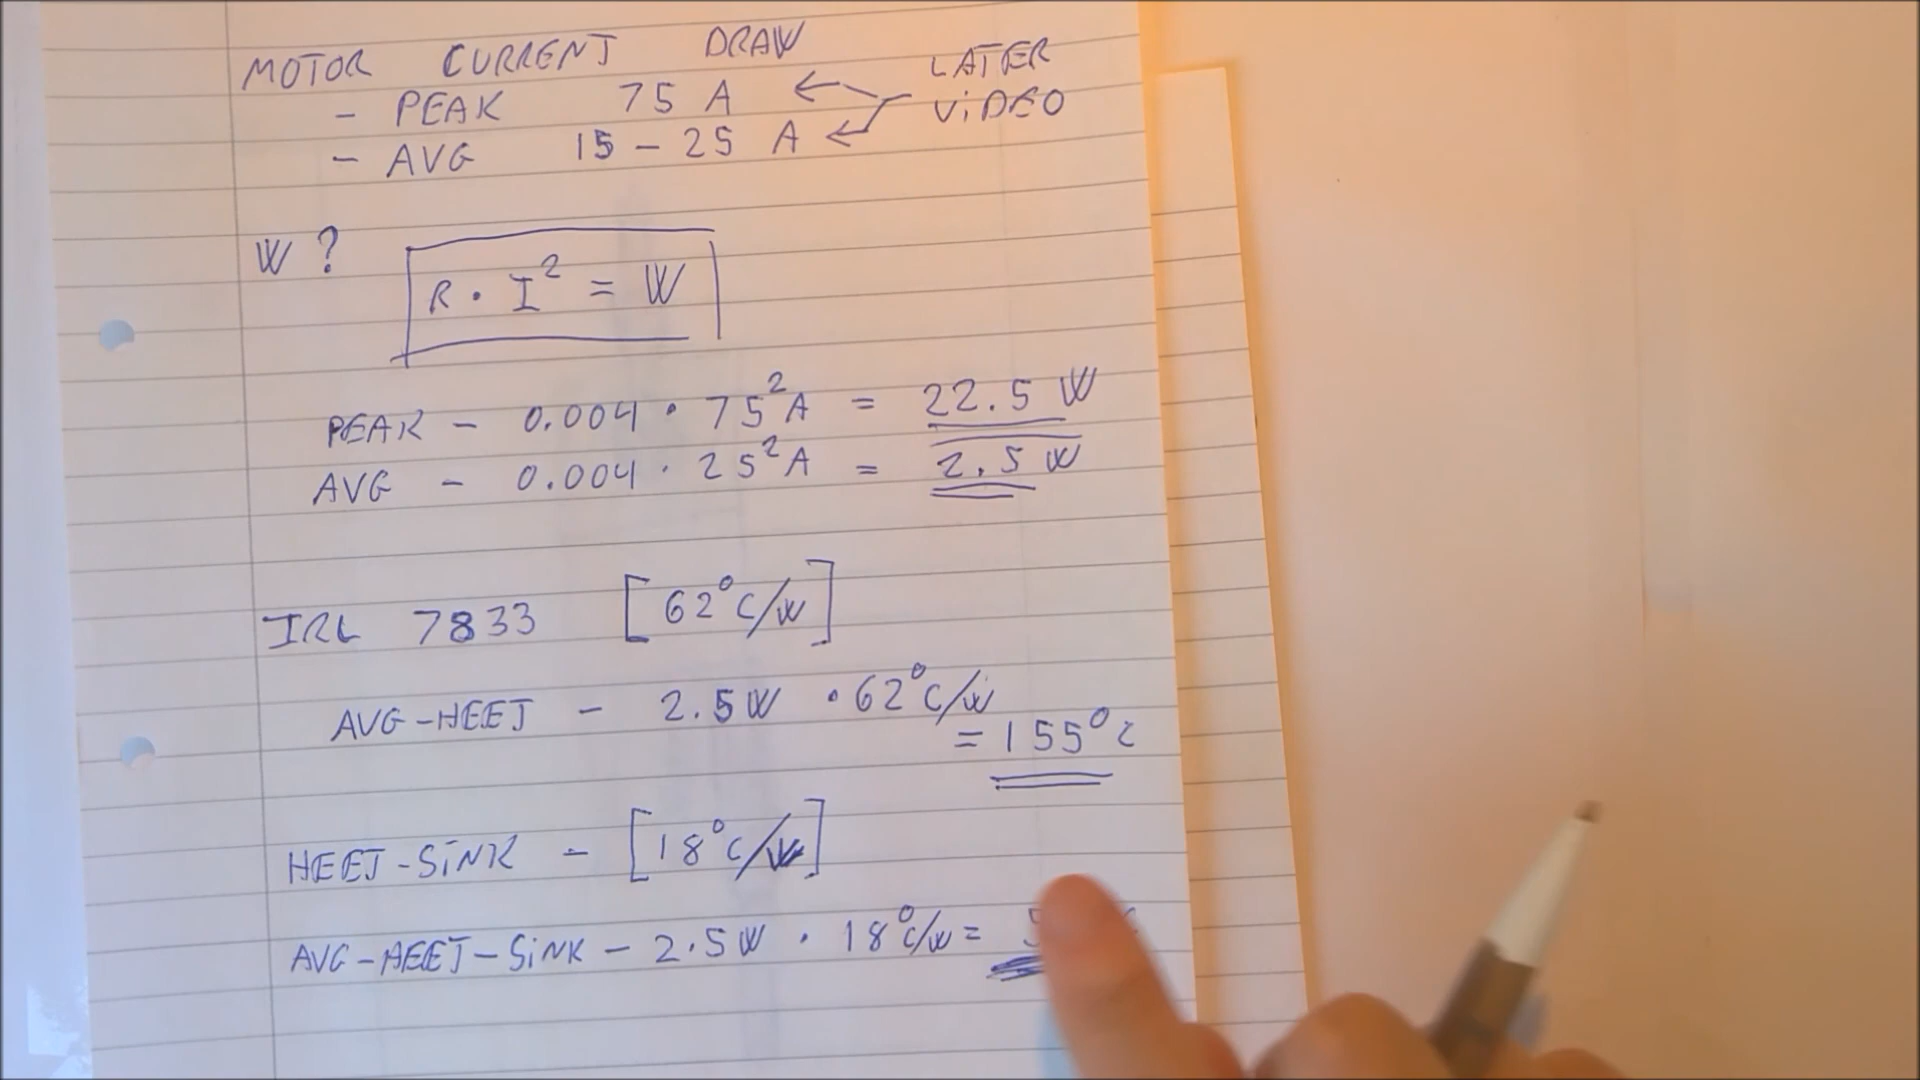 MOTOR CURRENT DRAW
- PEAK 75 A
- AVG 15 - 25 A
LATER
ViDEO
W ?
R · I² = W
PEAK - 0.004 · 75²A = 22.5 W
AVG - 0.004 · 25²A = 2.5 W
IRL 7833 [62°C/W]
AVG-HEET - 2.5W · 62°C/W
= 155°C
HEET-SiNK - [18°C/W]
AVG-HEET-SiNK - 2.5W · 18°C/W =